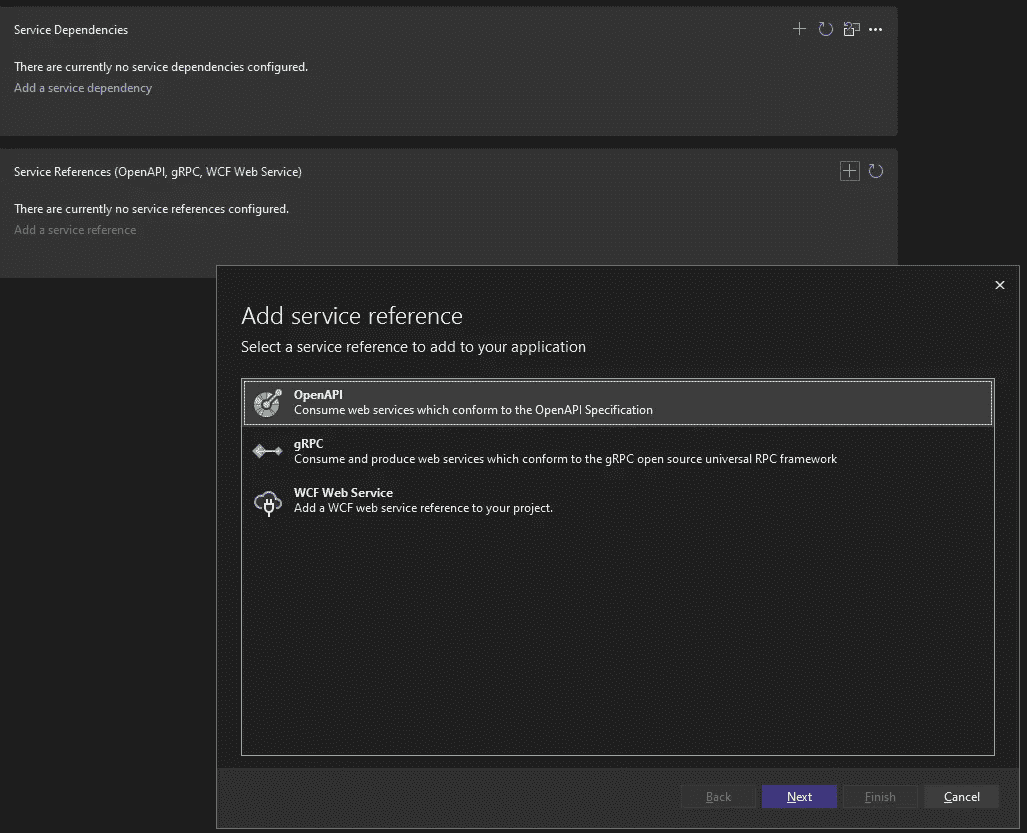 Service Dependencies
There are currently no service dependencies configured.
Add a service dependency
Service References (OpenAPI, gRPC, WCF Web Service)
There are currently no service references configured.
Add a service reference
Add service reference
Select a service reference to add to your application
OpenAPI
Consume web services which conform to the OpenAPI Specification
gRPC
Consume and produce web services which conform to the gRPC open source universal RPC framework
WCF Web Service
Add a WCF web service reference to your project.
Back Next Finish Cancel